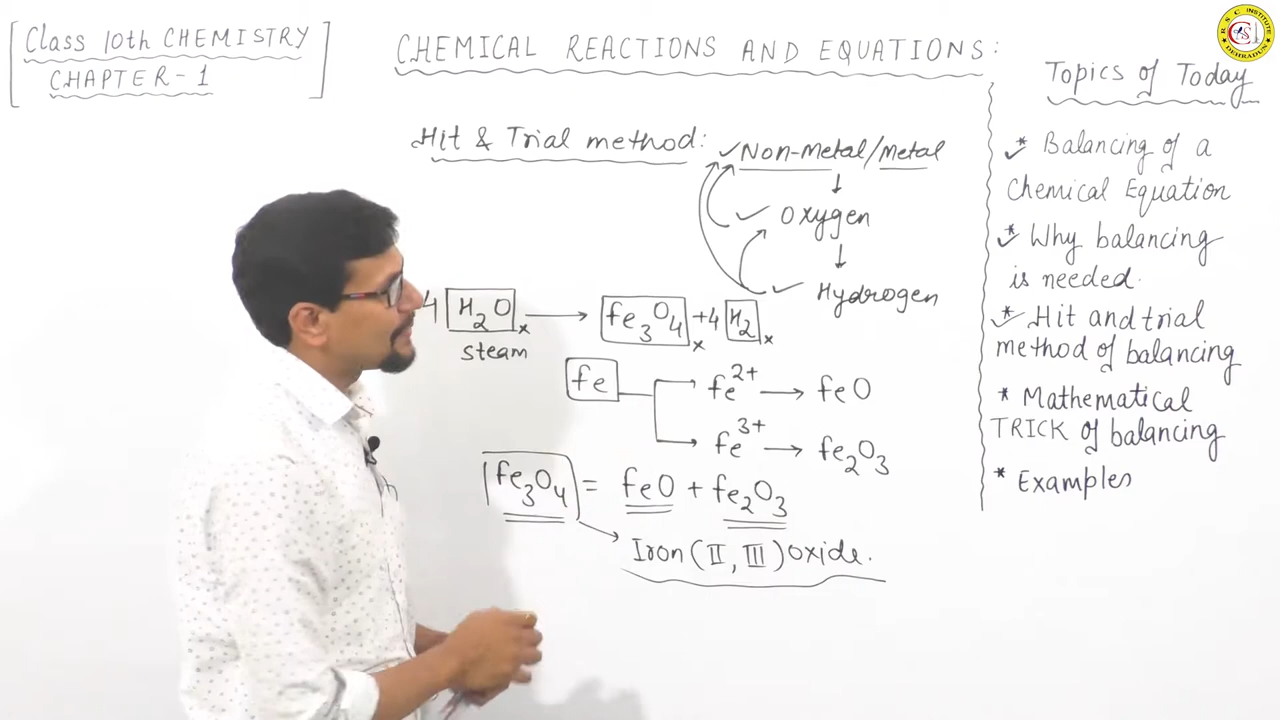 [Class 10th CHEMISTRY
CHAPTER-1]
CHEMICAL REACTIONS AND EQUATIONS:
Hit & Trial method: ✓Non-Metal/Metal
↓
✓ Oxygen
↓
✓ Hydrogen
4 H₂O x → Fe₃O₄ x + 4 H₂ x
steam
fe
fe²⁺ → feO
fe³⁺ → fe₂O₃
fe₃O₄ = feO + fe₂O₃
Iron (II, III) oxide.
Topics of Today
* Balancing of a
Chemical Equation
* Why balancing
is needed.
* Hit and trial
method of balancing
* Mathematical
TRICK of balancing
* Examples
R S C INSTITUTE
DEHRADUN